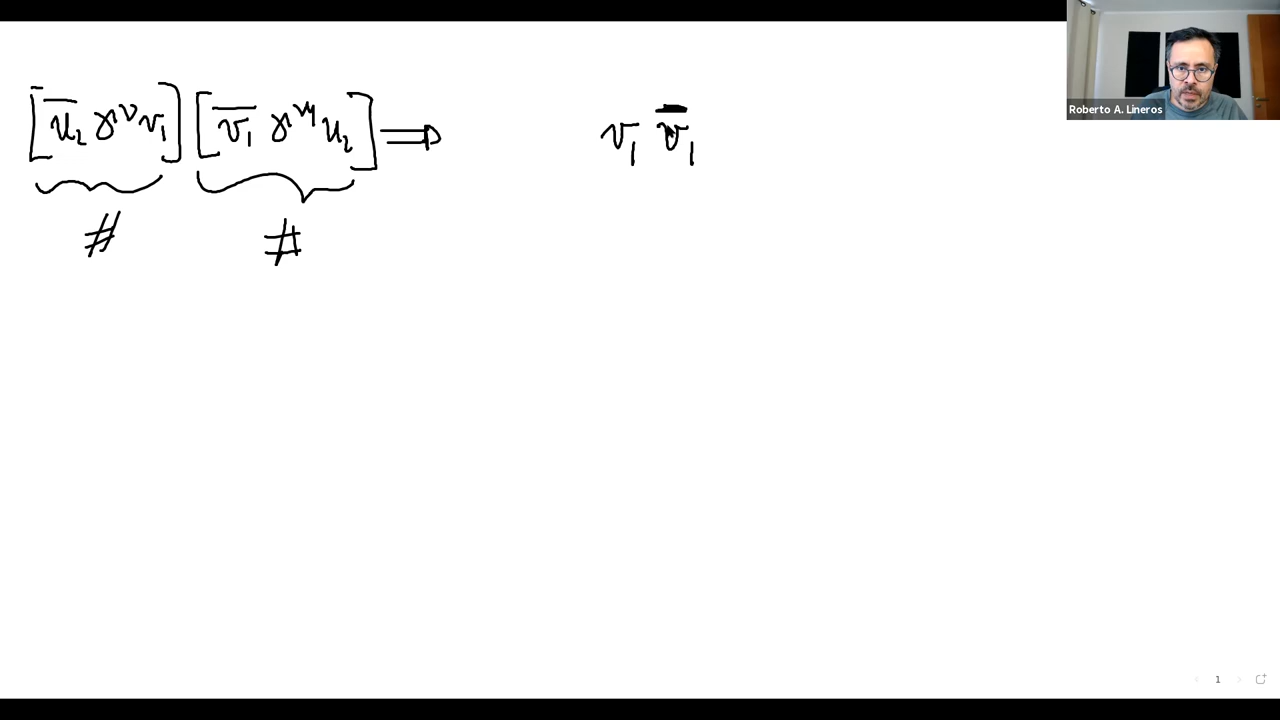 [ū₂ γ^ν v₁] [v̄₁ γ^μ u₂] ⇒ v₁ v̄₁
# #
Roberto A. Lineros
1